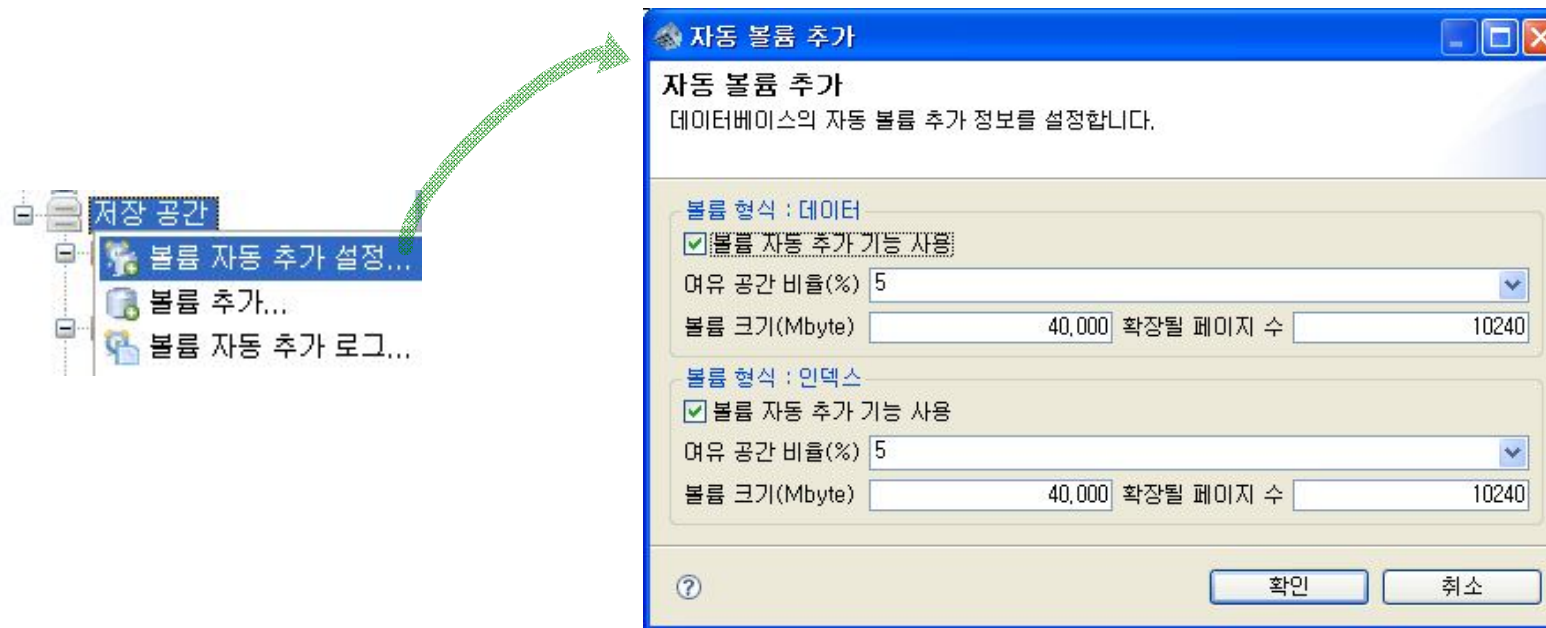 저장 공간
볼륨 자동 추가 설정...
볼륨 추가...
볼륨 자동 추가 로그...
자동 볼륨 추가
자동 볼륨 추가
데이터베이스의 자동 볼륨 추가 정보를 설정합니다.
볼륨 형식 : 데이터
볼륨 자동 추가 기능 사용
여유 공간 비율(%) 5
볼륨 크기(Mbyte) 40,000 확장될 페이지 수 10240
볼륨 형식 : 인덱스
볼륨 자동 추가 기능 사용
여유 공간 비율(%) 5
볼륨 크기(Mbyte) 40,000 확장될 페이지 수 10240
확인 취소